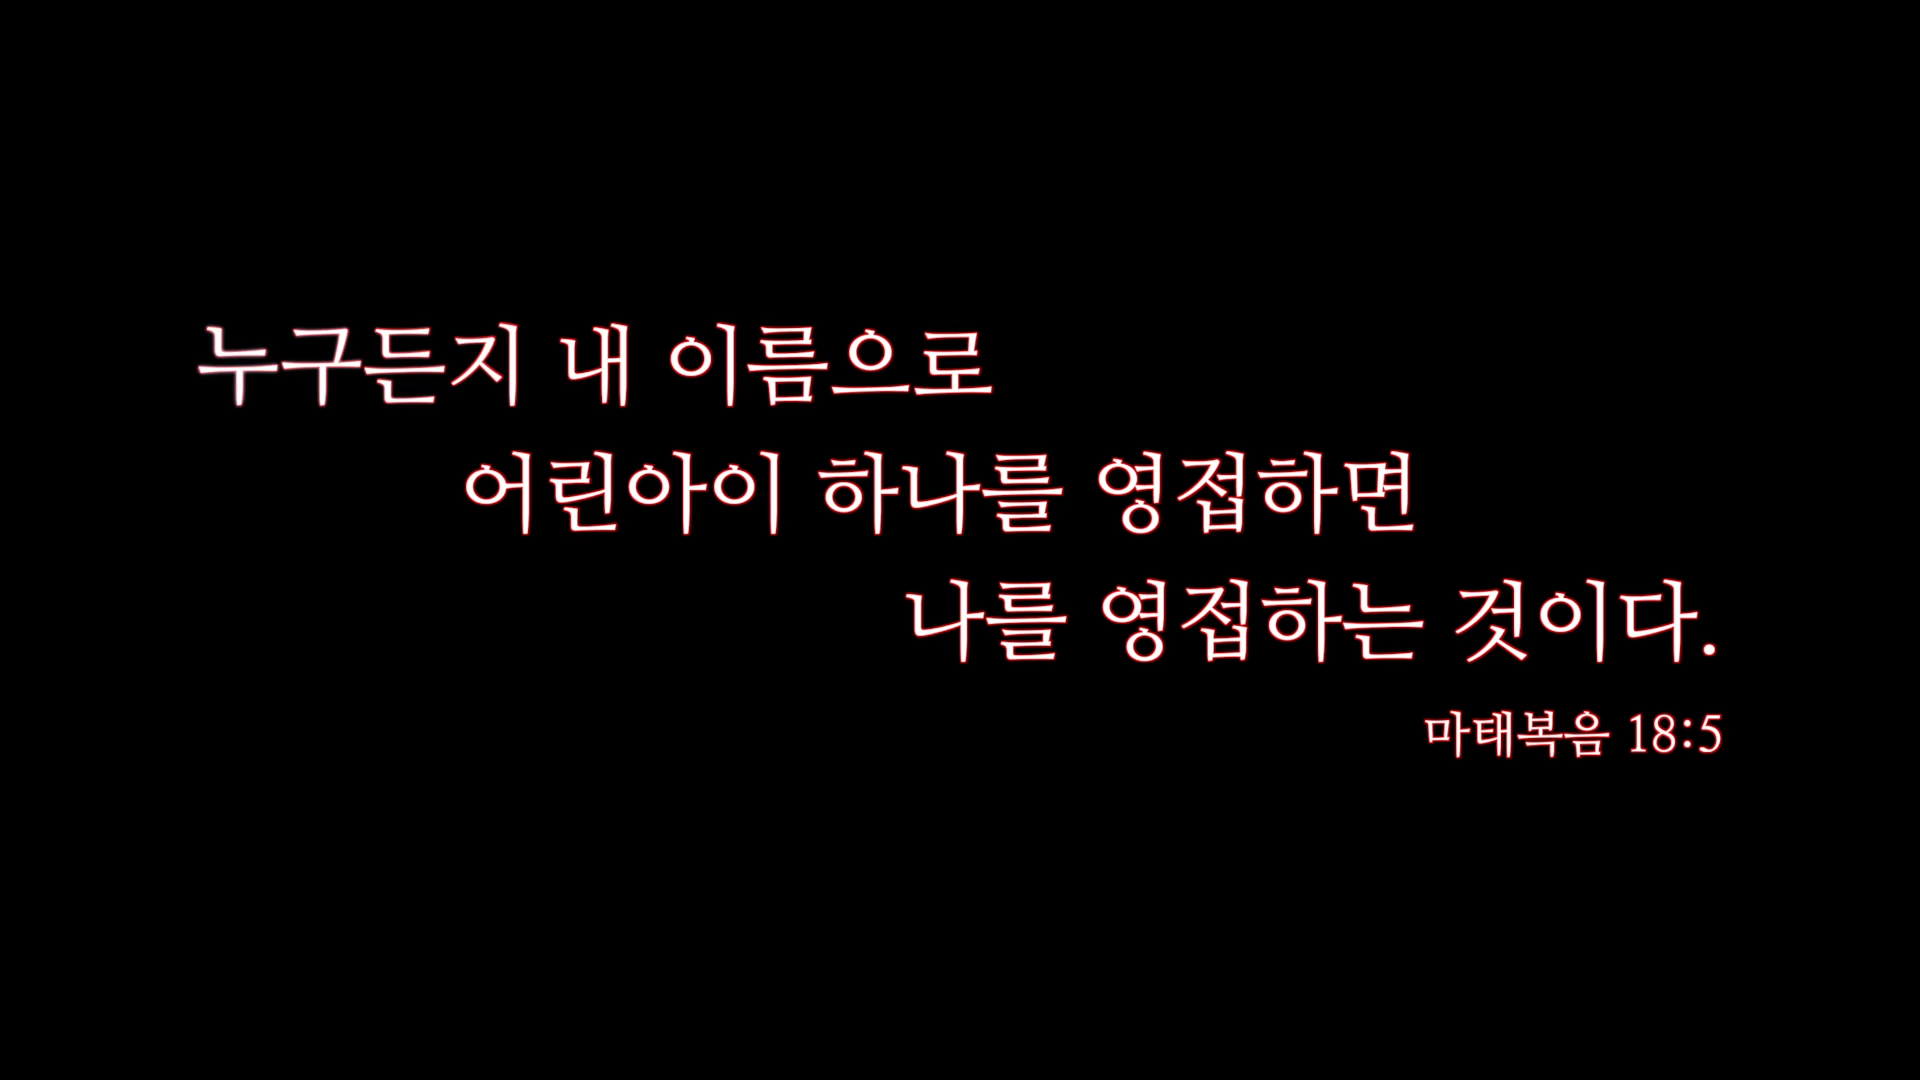 누구든지 내 이름으로
어린아이 하나를 영접하면
나를 영접하는 것이다.
마태복음 18:5